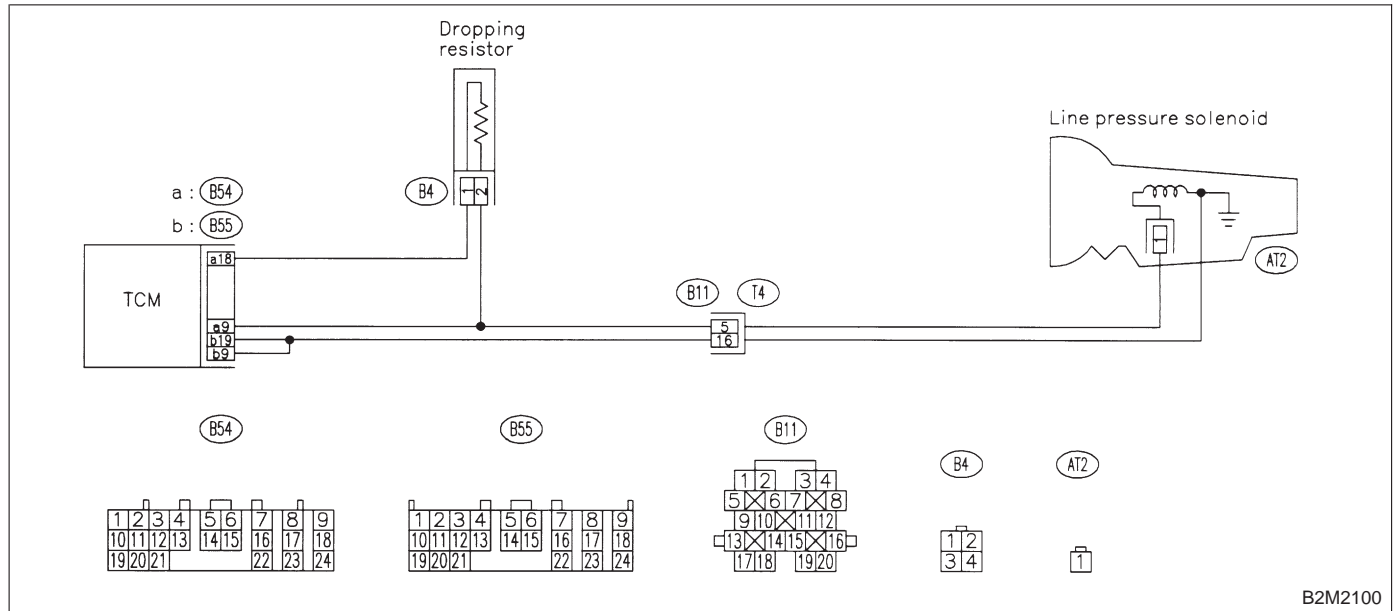 Dropping
resistor
Line pressure solenoid
a : B54
b : B55
B4
1 2
TCM
a18
a9
b19
b9
B11 T4
5
16
1
AT2
B54
1 2 3 4 5 6 7 8 9
10 11 12 13 14 15 16 17 18
19 20 21 22 23 24
B55
1 2 3 4 5 6 7 8 9
10 11 12 13 14 15 16 17 18
19 20 21 22 23 24
B11
1 2 3 4
5 6 7 8
9 10 11 12
13 14 15 16
17 18 19 20
B4
1 2
3 4
AT2
1
B2M2100